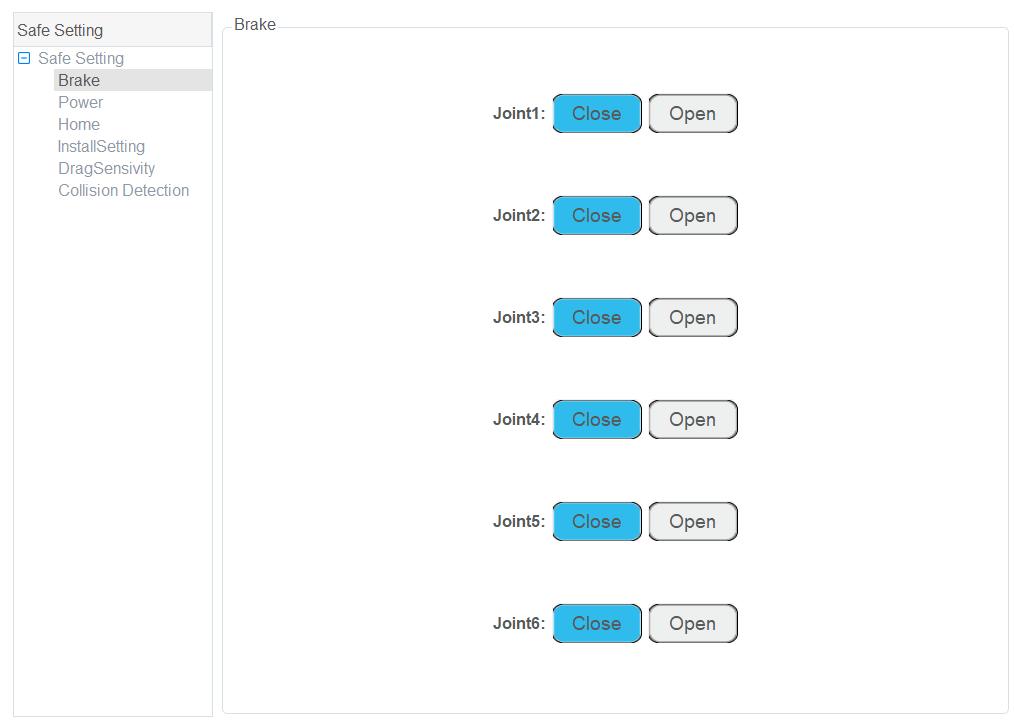 Safe Setting
Safe Setting
Brake
Power
Home
InstallSetting
DragSensivity
Collision Detection
Brake
Joint1: Close Open
Joint2: Close Open
Joint3: Close Open
Joint4: Close Open
Joint5: Close Open
Joint6: Close Open